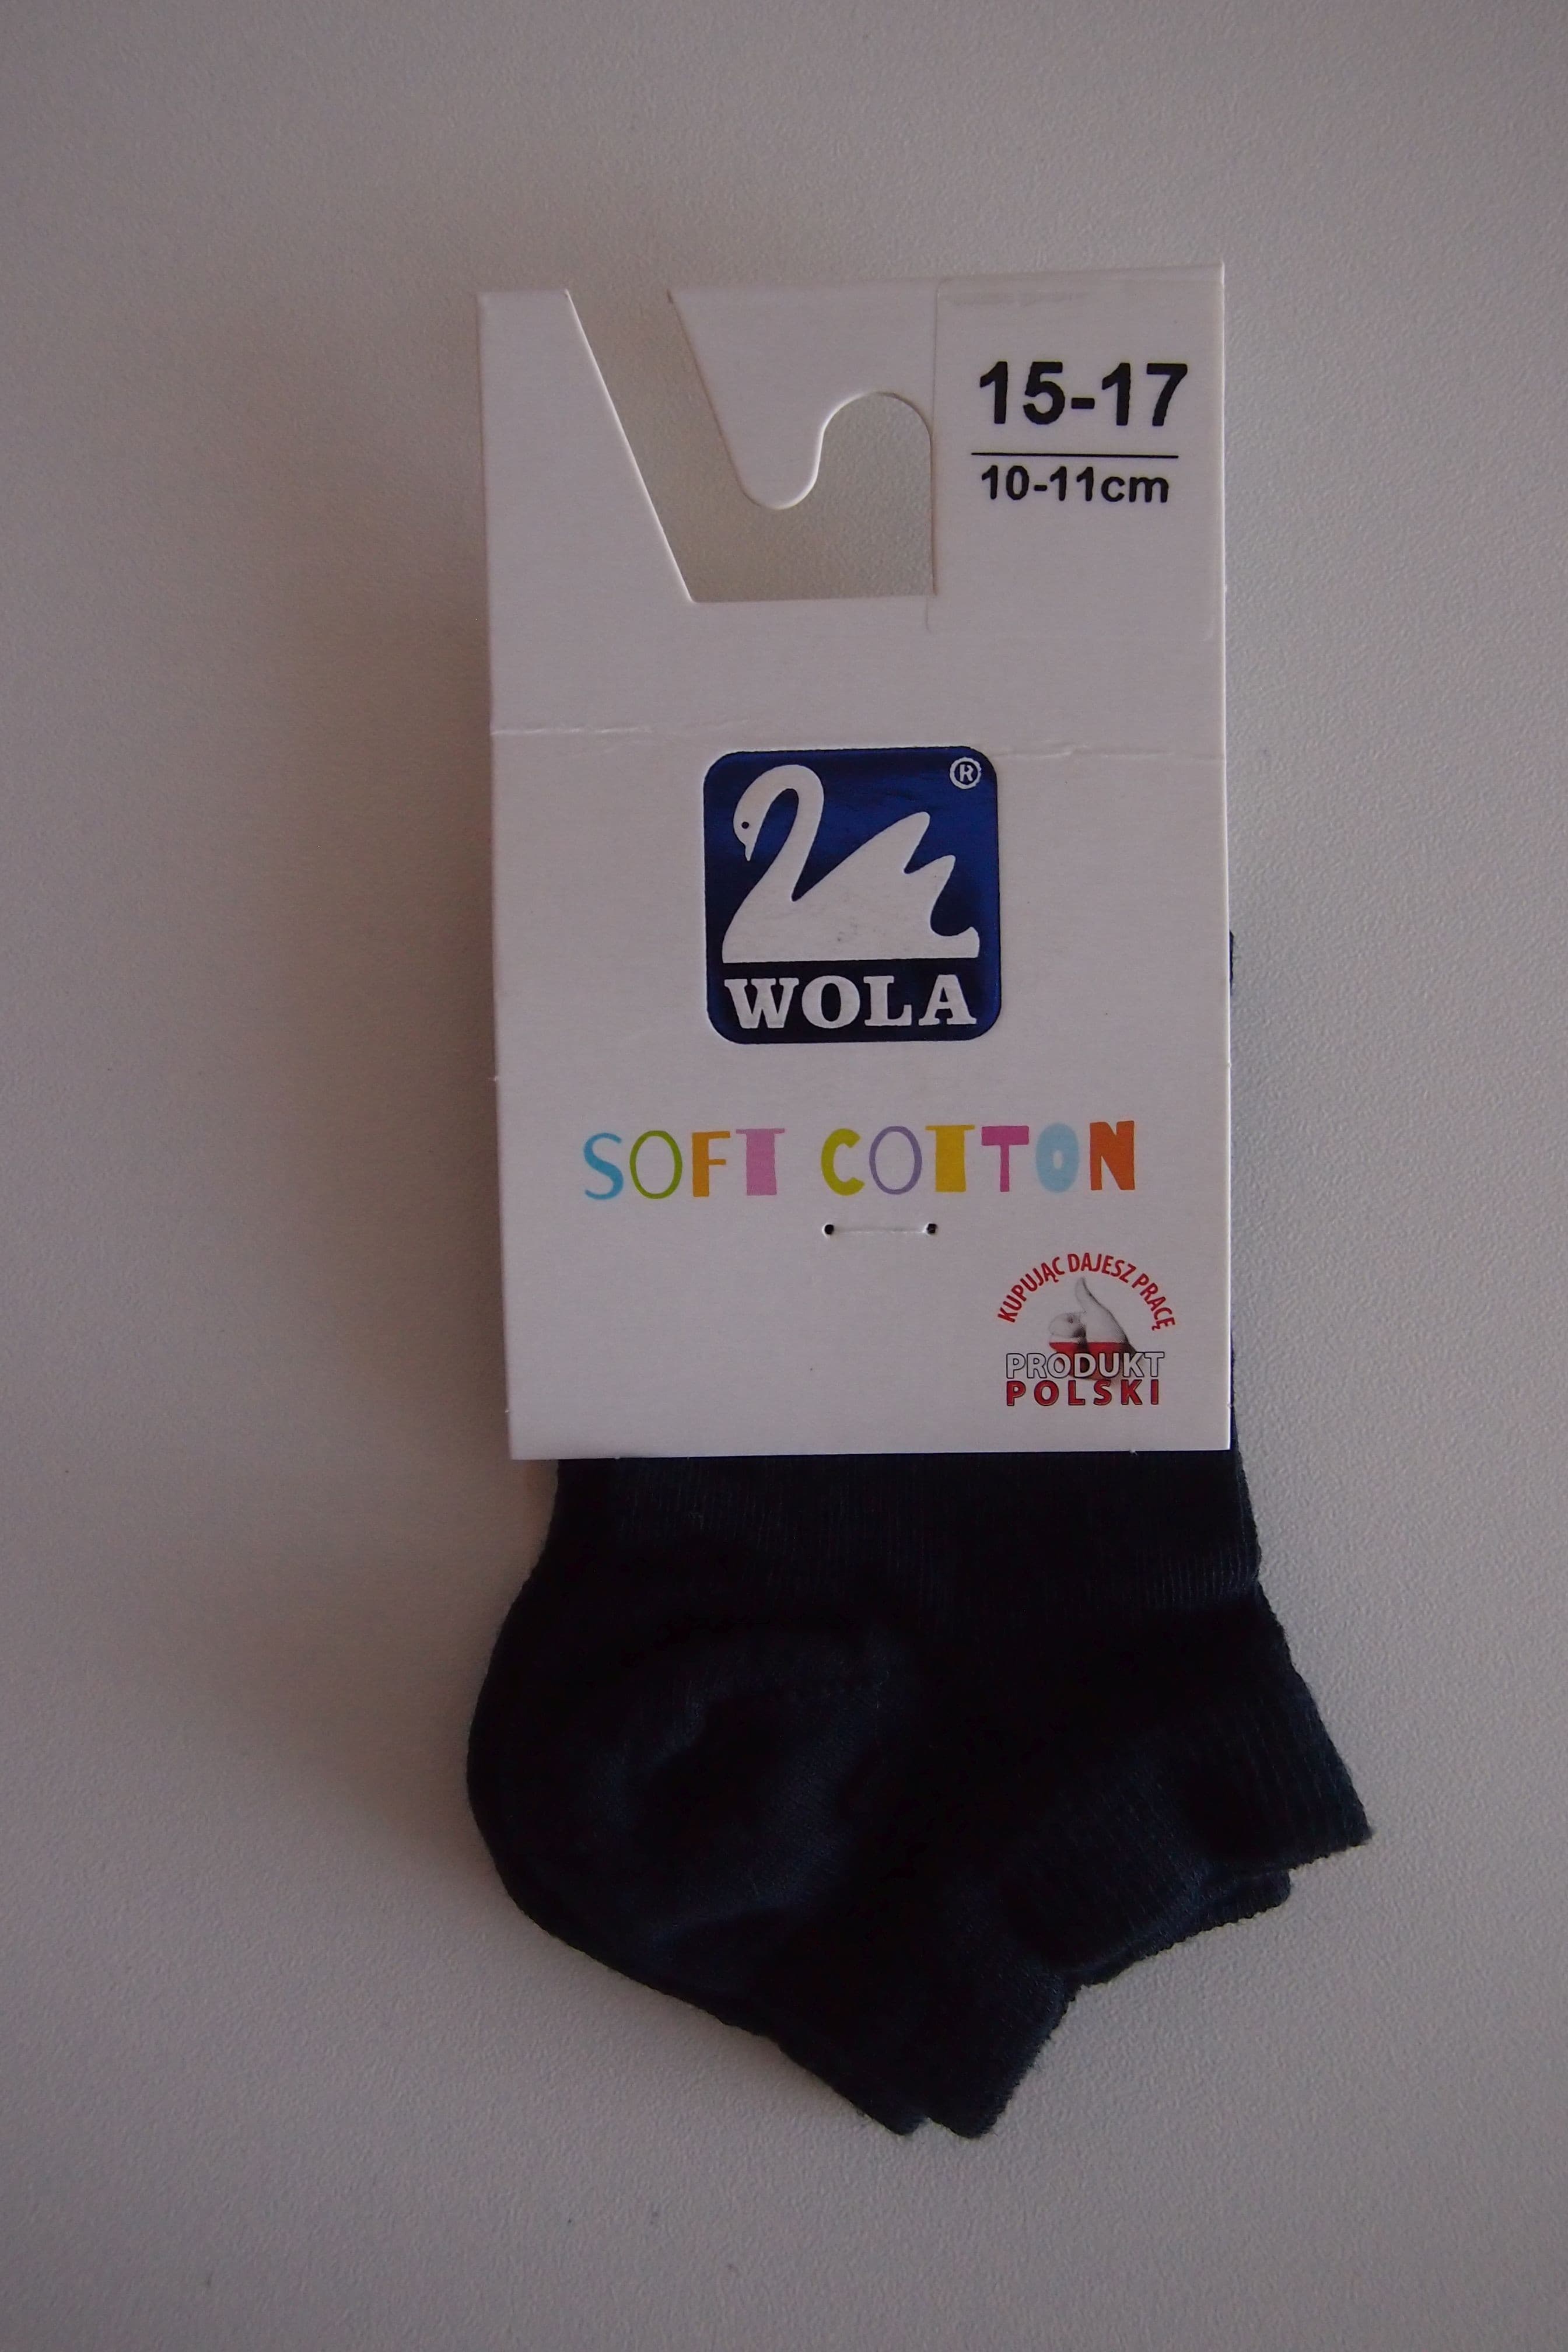 15-17
10-11cm
®
WOLA
SOFT COTTON
KUPUJĄC DAJESZ PRACĘ
PRODUKT
POLSKI